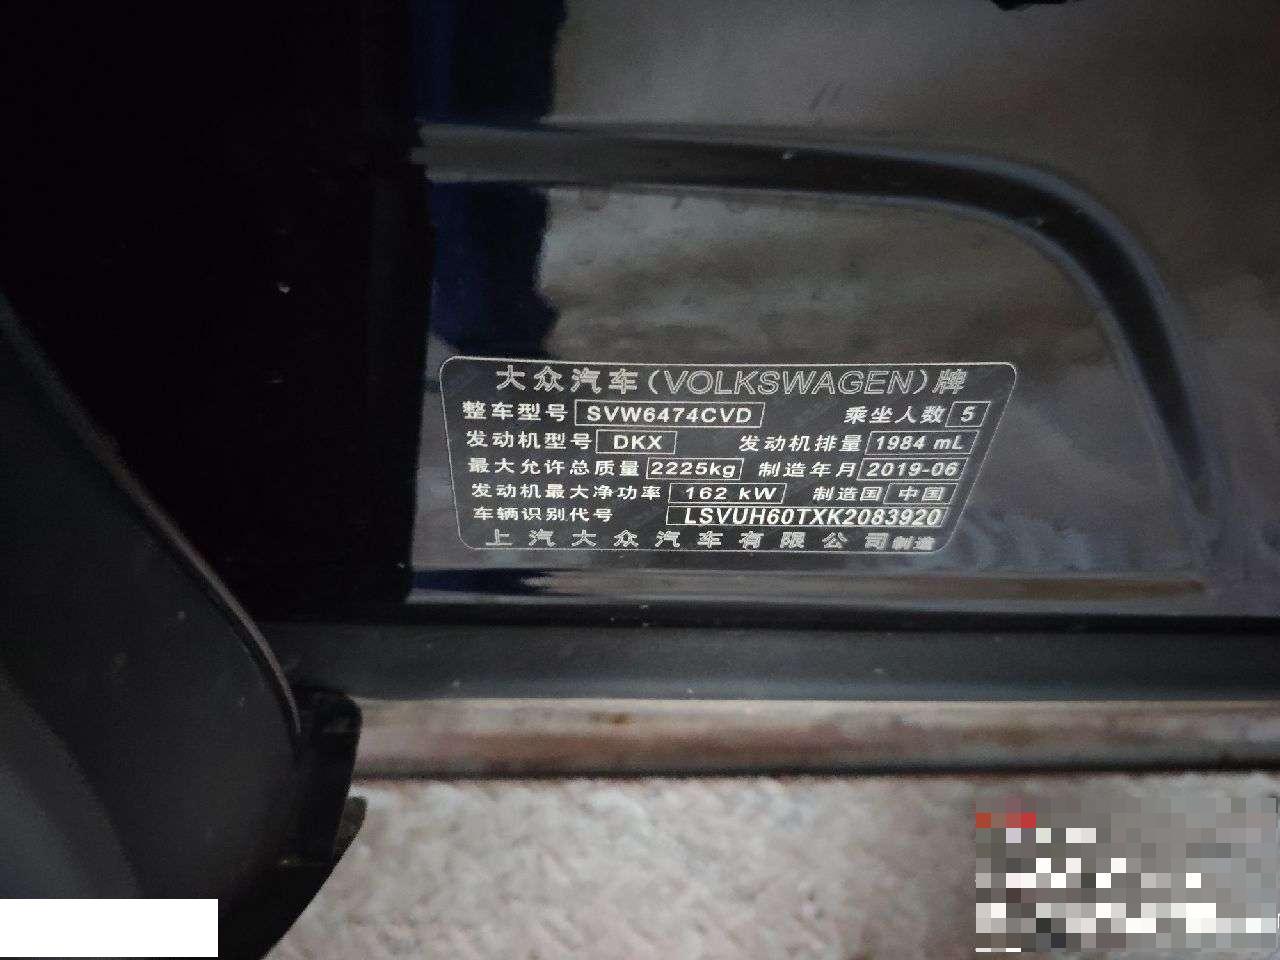 大众汽车(VOLKSWAGEN)牌
整车型号 SVW6474CVD 乘坐人数 5
发动机型号 DKX 发动机排量 1984 mL
最大允许总质量 2225kg 制造年月 2019-06
发动机最大净功率 162 kW 制造国 中国
车辆识别代号 LSVUH60TXK2083920
上汽大众汽车有限公司制造